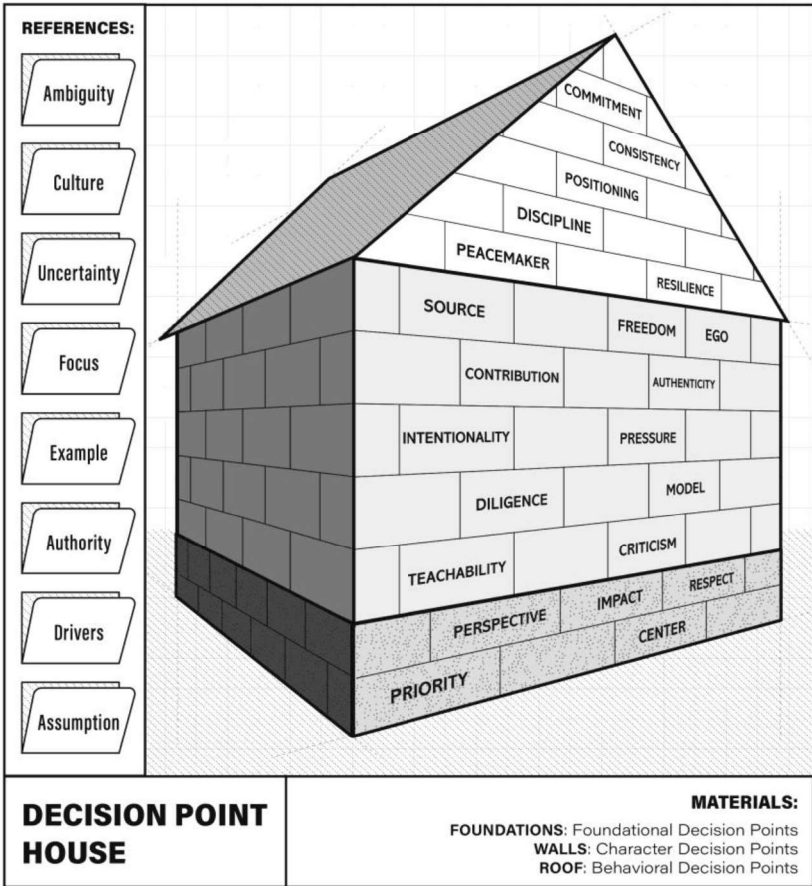 REFERENCES:
Ambiguity
Culture
Uncertainty
Focus
Example
Authority
Drivers
Assumption
COMMITMENT
CONSISTENCY
POSITIONING
DISCIPLINE
PEACEMAKER
RESILIENCE
SOURCE
FREEDOM
EGO
CONTRIBUTION
AUTHENTICITY
INTENTIONALITY
PRESSURE
DILIGENCE
MODEL
TEACHABILITY
CRITICISM
PERSPECTIVE
IMPACT
RESPECT
PRIORITY
CENTER
DECISION POINT
HOUSE
MATERIALS:
FOUNDATIONS: Foundational Decision Points
WALLS: Character Decision Points
ROOF: Behavioral Decision Points